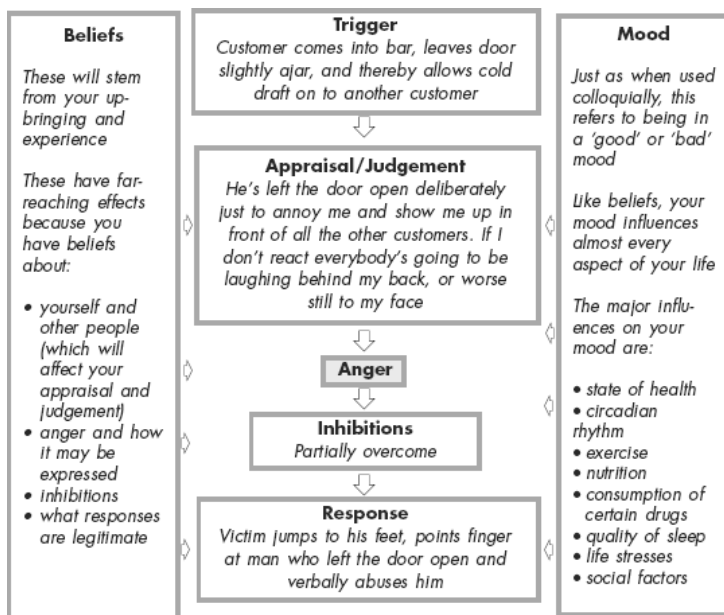 Beliefs
These will stem
from your up-
bringing and
experience
These have far-
reaching effects
because you
have beliefs
about:
• yourself and
other people
(which will
affect your
appraisal and
judgement)
• anger and how
it may be
expressed
• inhibitions
• what responses
are legitimate
Trigger
Customer comes into bar, leaves door
slightly ajar, and thereby allows cold
draft on to another customer
Appraisal/Judgement
He's left the door open deliberately
just to annoy me and show me up in
front of all the other customers. If I
don't react everybody's going to be
laughing behind my back, or worse
still to my face
Anger
Inhibitions
Partially overcome
Response
Victim jumps to his feet, points finger
at man who left the door open and
verbally abuses him
Mood
Just as when used
colloquially, this
refers to being in
a 'good' or 'bad'
mood
Like beliefs, your
mood influences
almost every
aspect of your life
The major influ-
ences on your
mood are:
• state of health
• circadian
rhythm
• exercise
• nutrition
• consumption of
certain drugs
• quality of sleep
• life stresses
• social factors